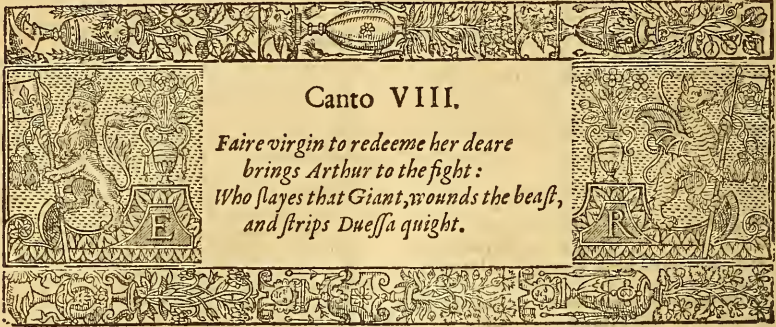 Canto VIII.
Faire virgin to redeeme her deare
brings Arthur to the fight:
Who ſlayes that Giant, wounds the beaſt,
and ſtrips Dueſſa quight.
E R